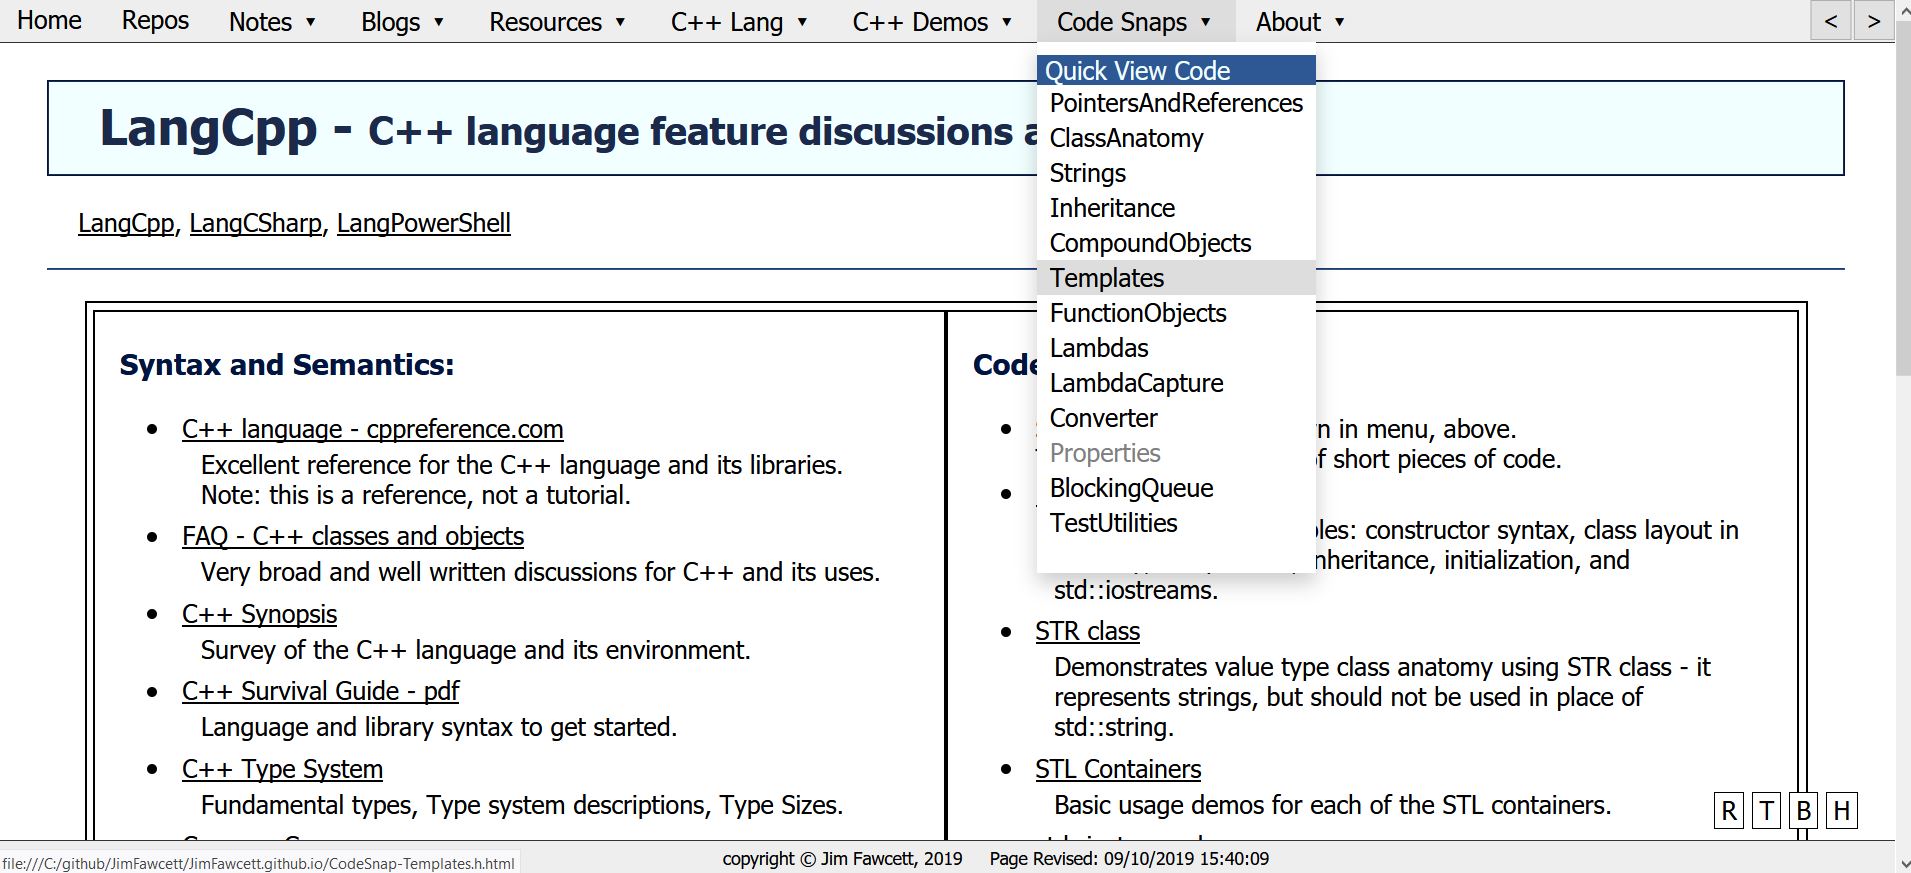 Home Repos Notes ▼ Blogs ▼ Resources ▼ C++ Lang ▼ C++ Demos ▼ Code Snaps ▼ About ▼ < >
Quick View Code
PointersAndReferences
ClassAnatomy
Strings
Inheritance
CompoundObjects
Templates
FunctionObjects
Lambdas
LambdaCapture
Converter
Properties
BlockingQueue
TestUtilities
LangCpp - C++ language feature discussions
LangCpp, LangCSharp, LangPowerShell
Syntax and Semantics:
C++ language - cppreference.com
Excellent reference for the C++ language and its libraries.
Note: this is a reference, not a tutorial.
FAQ - C++ classes and objects
Very broad and well written discussions for C++ and its uses.
C++ Synopsis
Survey of the C++ language and its environment.
C++ Survival Guide - pdf
Language and library syntax to get started.
C++ Type System
Fundamental types, Type system descriptions, Type Sizes.
Code
in menu, above.
of short pieces of code.
constructor syntax, class layout in
inheritance, initialization, and
std::iostreams.
STR class
Demonstrates value type class anatomy using STR class - it
represents strings, but should not be used in place of
std::string.
STL Containers
Basic usage demos for each of the STL containers.
R T B H
file:///C:/github/JimFawcett/JimFawcett.github.io/CodeSnap-Templates.h.html
copyright © Jim Fawcett, 2019 Page Revised: 09/10/2019 15:40:09